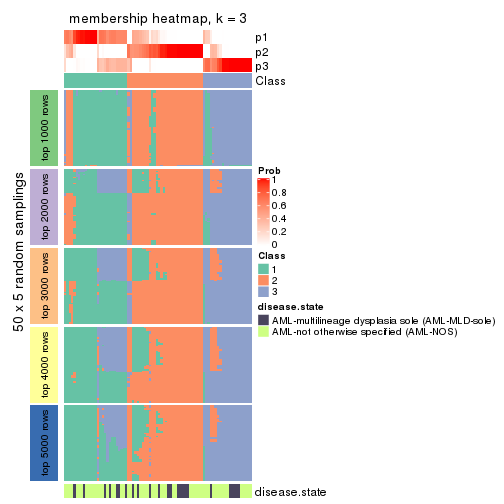 membership heatmap, k = 3
p1
p2
p3
Class
50 x 5 random samplings
top 1000 rows
top 2000 rows
top 3000 rows
top 4000 rows
top 5000 rows
Prob
1
0.8
0.6
0.4
0.2
0
Class
1
2
3
disease.state
AML-multilineage dysplasia sole (AML-MLD-sole)
AML-not otherwise specified (AML-NOS)
disease.state